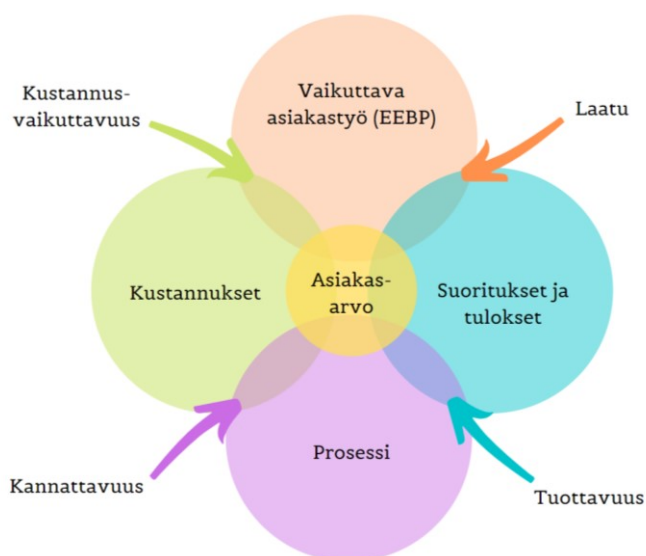 Vaikuttava
asiakastyö (EEBP)
Kustannus-
vaikuttavuus
Laatu
Kustannukset
Asiakas-
arvo
Suoritukset ja
tulokset
Prosessi
Kannattavuus
Tuottavuus